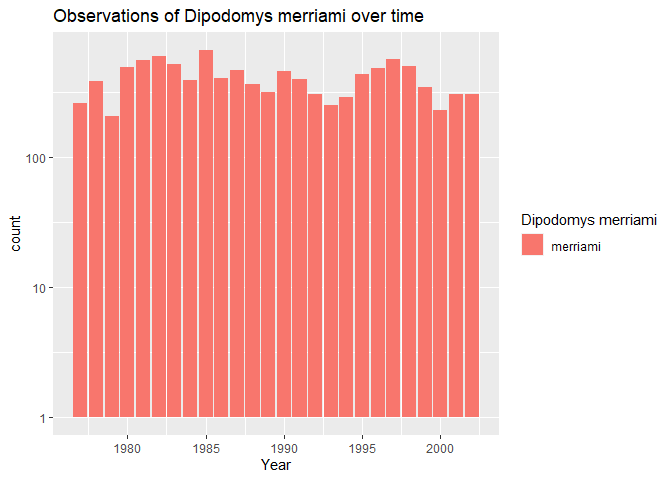 Observations of Dipodomys merriami over time
count
100
10
1
1980 1985 1990 1995 2000
Year
Dipodomys merriami
merriami